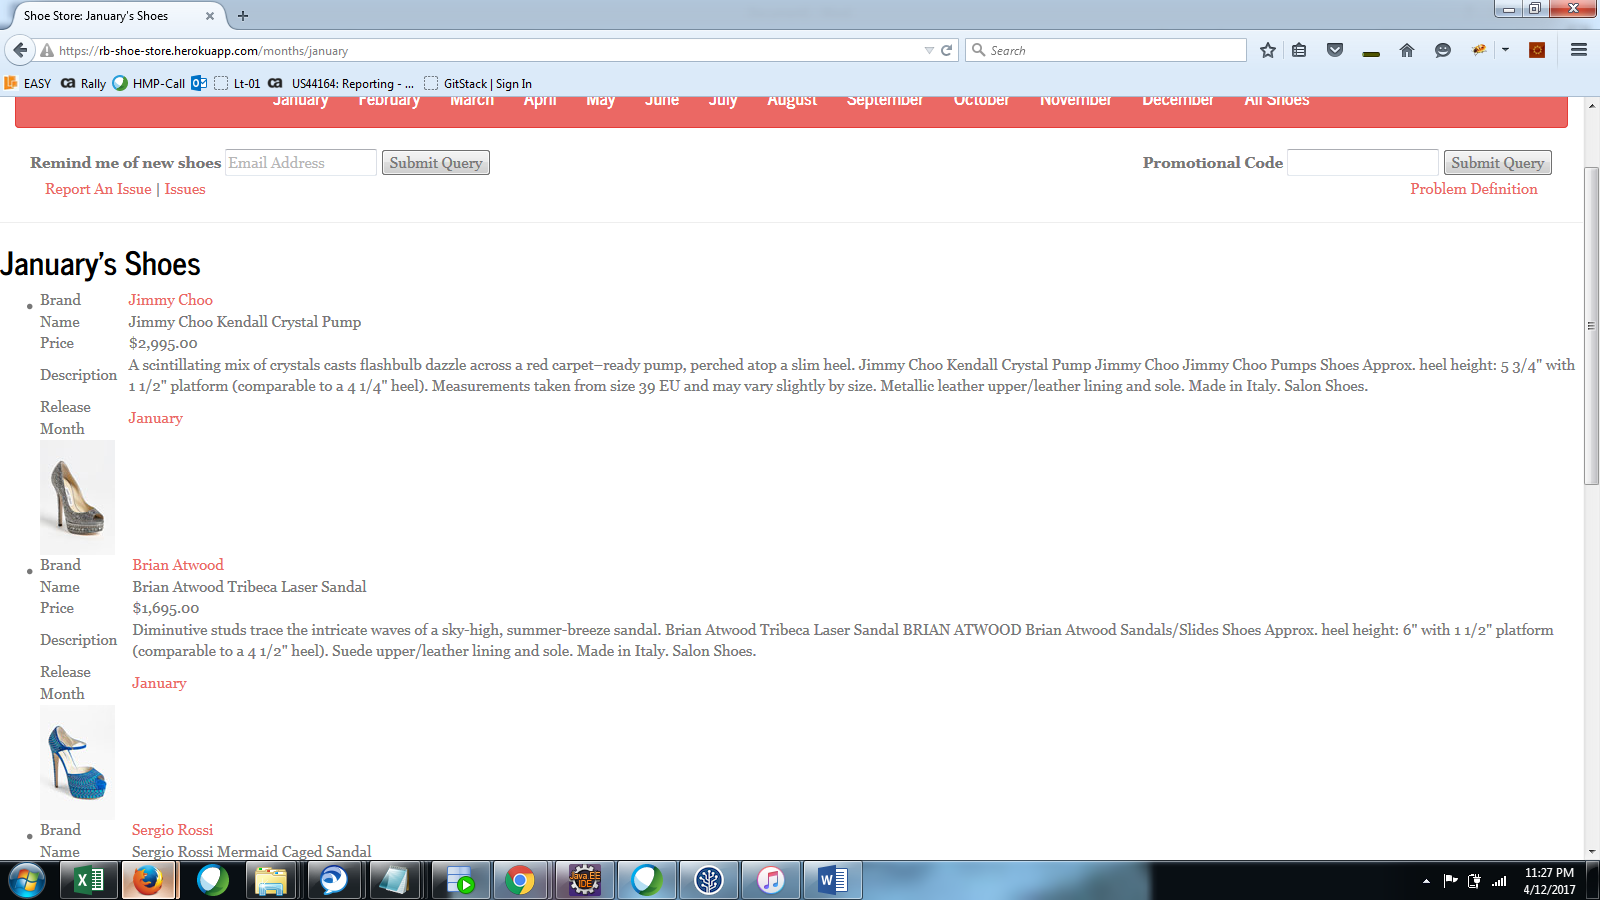 Shoe Store: January's Shoes
https://rb-shoe-store.herokuapp.com/months/january
Search
EASY
Rally
HMP-Call
Lt-01
US44164: Reporting - ...
GitStack | Sign In
January February March April May June July August September October November December All Shoes
Remind me of new shoes Email Address Submit Query
Promotional Code Submit Query
Report An Issue | Issues
Problem Definition
January's Shoes
Brand Jimmy Choo
Name Jimmy Choo Kendall Crystal Pump
Price $2,995.00
Description A scintillating mix of crystals casts flashbulb dazzle across a red carpet–ready pump, perched atop a slim heel. Jimmy Choo Kendall Crystal Pump Jimmy Choo Jimmy Choo Pumps Shoes Approx. heel height: 5 3/4" with
1 1/2" platform (comparable to a 4 1/4" heel). Measurements taken from size 39 EU and may vary slightly by size. Metallic leather upper/leather lining and sole. Made in Italy. Salon Shoes.
Release
Month January
Brand Brian Atwood
Name Brian Atwood Tribeca Laser Sandal
Price $1,695.00
Description Diminutive studs trace the intricate waves of a sky-high, summer-breeze sandal. Brian Atwood Tribeca Laser Sandal BRIAN ATWOOD Brian Atwood Sandals/Slides Shoes Approx. heel height: 6" with 1 1/2" platform
(comparable to a 4 1/2" heel). Suede upper/leather lining and sole. Made in Italy. Salon Shoes.
Release
Month January
Brand Sergio Rossi
Name Sergio Rossi Mermaid Caged Sandal
Java EE
IDE
11:27 PM
4/12/2017